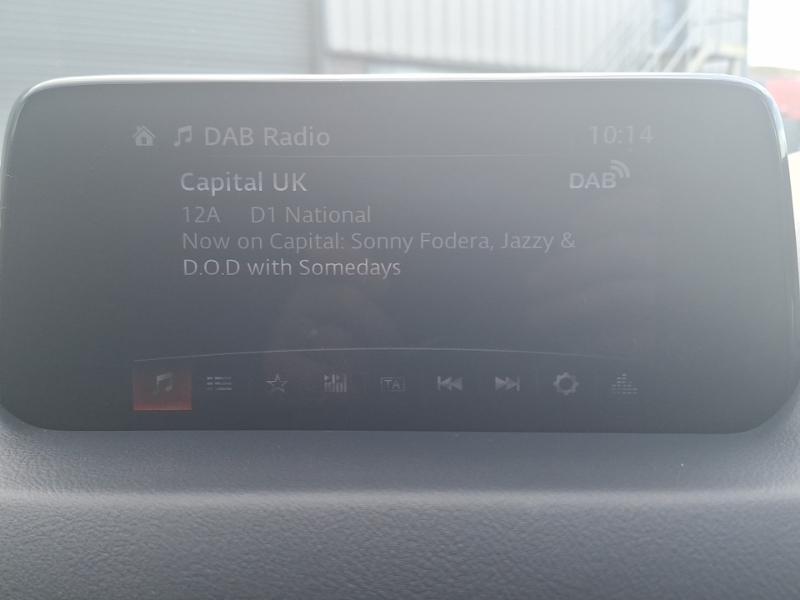 DAB Radio 10:14
Capital UK DAB
12A D1 National
Now on Capital: Sonny Fodera, Jazzy &
D.O.D with Somedays
TA